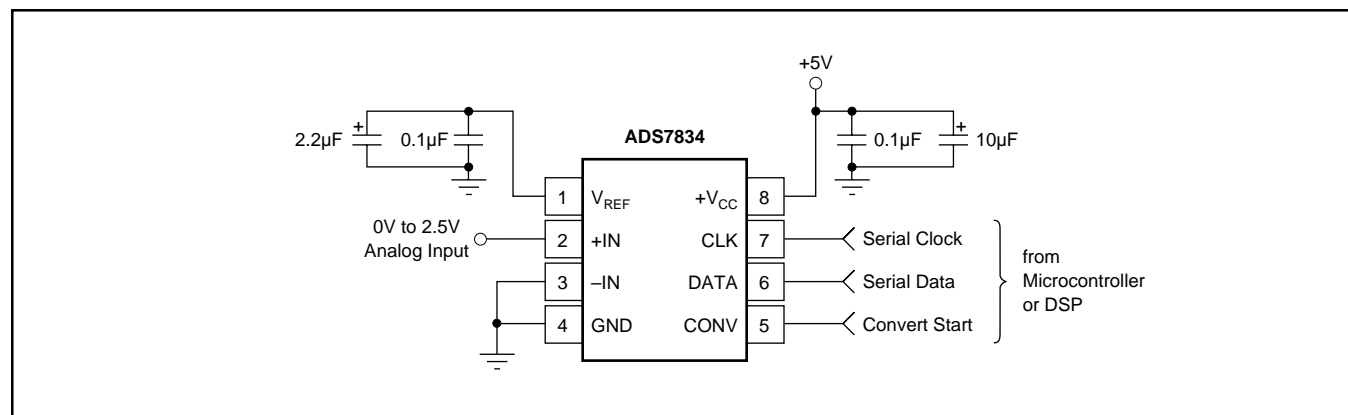 +5V
2.2µF
+
0.1µF
ADS7834
0.1µF
+
10µF
1
V_REF
+V_CC
8
0V to 2.5V
Analog Input
2
+IN
CLK
7
Serial Clock
3
–IN
DATA
6
Serial Data
4
GND
CONV
5
Convert Start
from
Microcontroller
or DSP